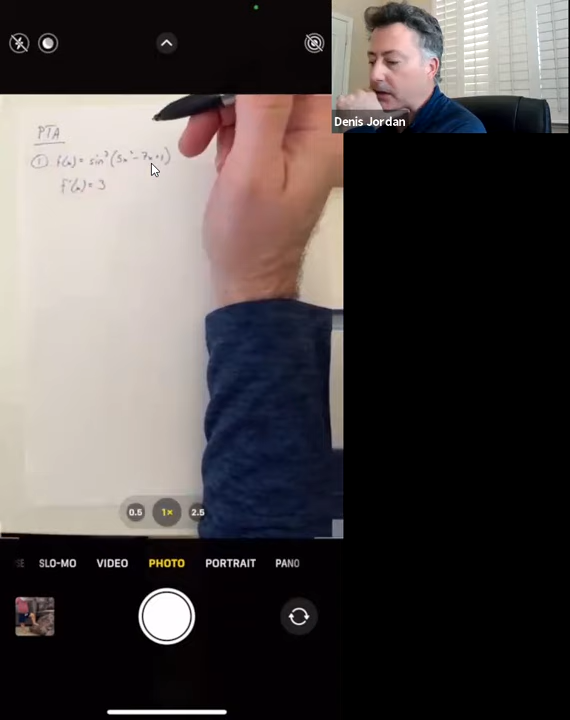 Denis Jordan
PTA
① f(x) = sin³(5x² - 7x + 1)
f'(x) = 3
0.5 1× 2.5
SLO-MO VIDEO PHOTO PORTRAIT PANO